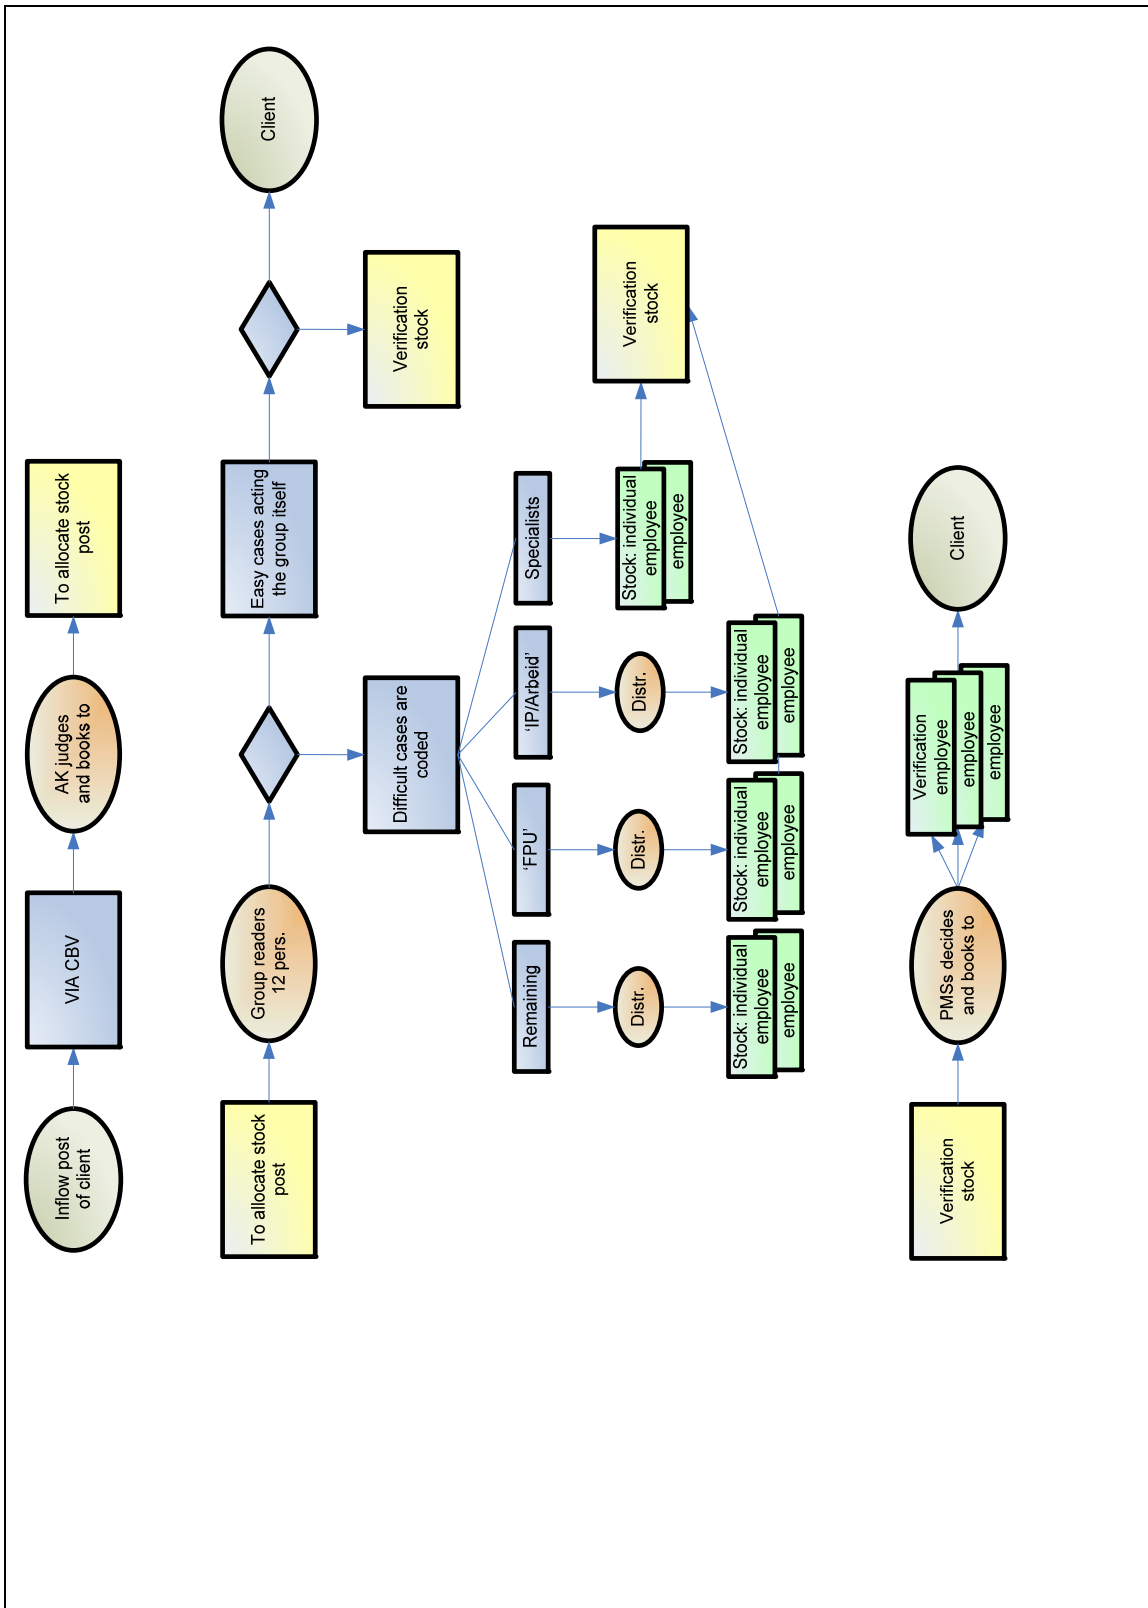 Inflow post
of client
VIA CBV
AK judges
and books to
To allocate stock
post
To allocate stock
post
Group readers
12 pers.
Easy cases acting
the group itself
Client
Difficult cases are
coded
Verification
stock
Remaining
‘FPU’
‘IP/Arbeid’
Specialists
Distr.
Distr.
Distr.
Stock: individual
employee
employee
Verification
stock
Stock: individual
employee
employee
Stock: individual
employee
employee
Stock: individual
employee
employee
Verification
stock
PMSs decides
and books to
Verification
employee
employee
employee
Client